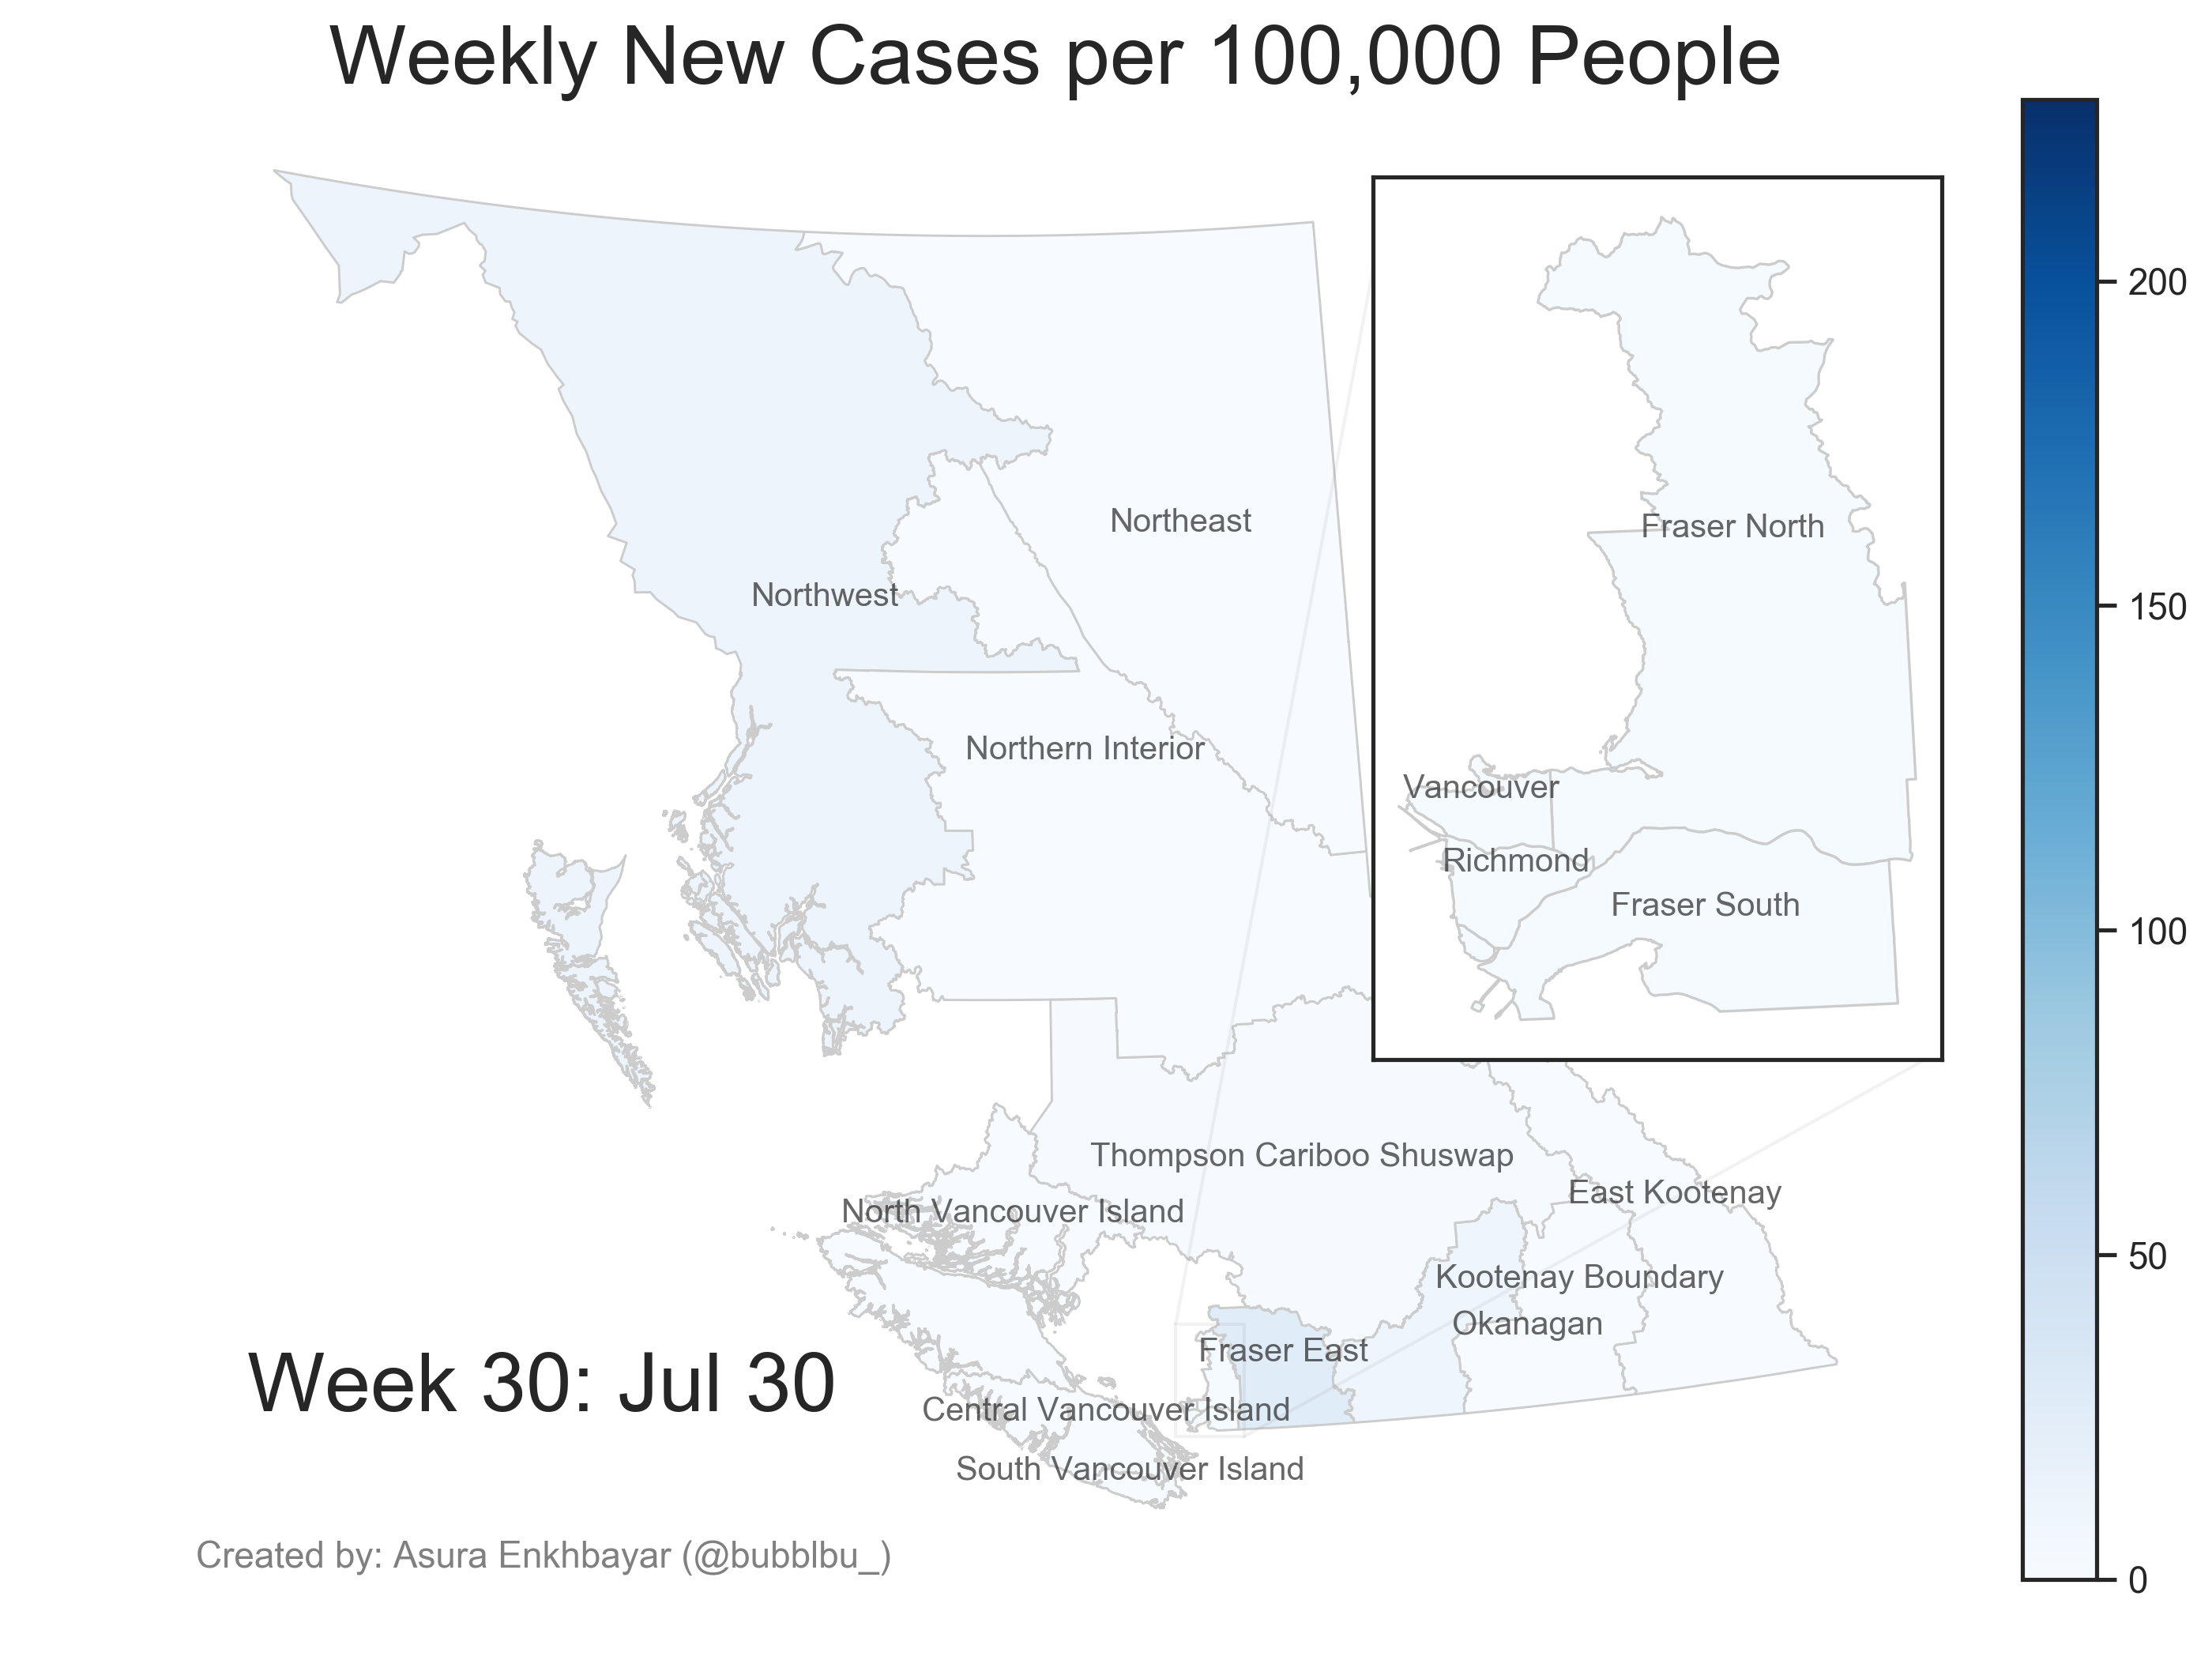 Weekly New Cases per 100,000 People
Northeast
Northwest
Northern Interior
Fraser North
Vancouver
Richmond
Fraser South
Thompson Cariboo Shuswap
East Kootenay
North Vancouver Island
Kootenay Boundary
Okanagan
Fraser East
Central Vancouver Island
South Vancouver Island
200
150
100
50
0
Week 30: Jul 30
Created by: Asura Enkhbayar (@bubblbu_)